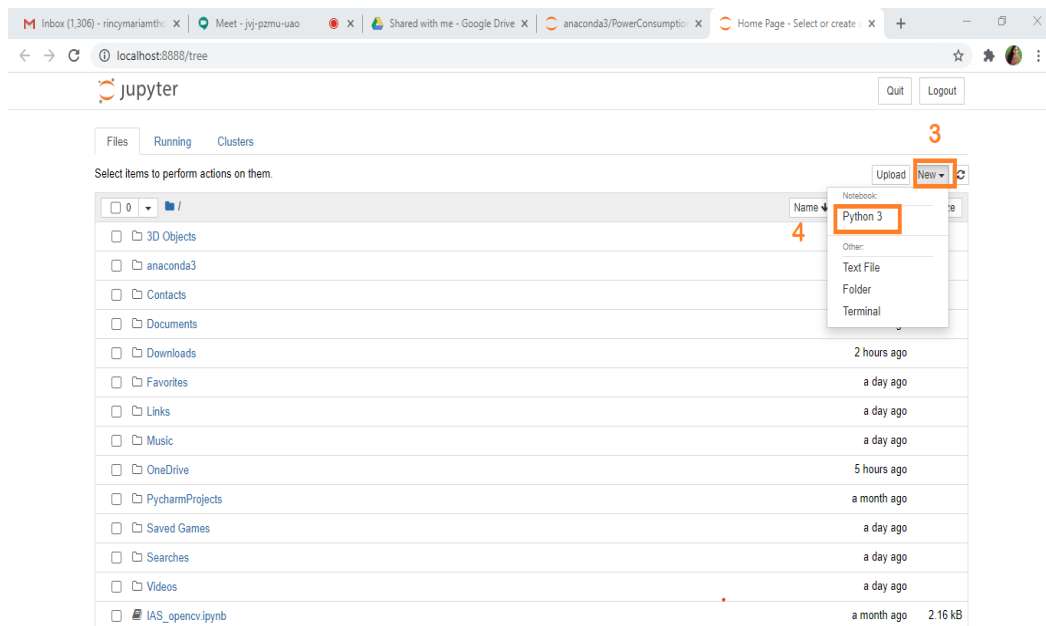 Inbox (1,306) - rincymariamtho
Meet - jvj-pzmu-uao
Shared with me - Google Drive
anaconda3/PowerConsumption
Home Page - Select or create a
localhost:8888/tree
jupyter
Quit
Logout
Files
Running
Clusters
3
Select items to perform actions on them.
Upload
New
0
/
Name
Notebook:
Python 3
4
Other:
Text File
Folder
Terminal
3D Objects
anaconda3
Contacts
Documents
Downloads 2 hours ago
Favorites a day ago
Links a day ago
Music a day ago
OneDrive 5 hours ago
PycharmProjects a month ago
Saved Games a day ago
Searches a day ago
Videos a day ago
IAS_opencv.ipynb a month ago 2.16 kB